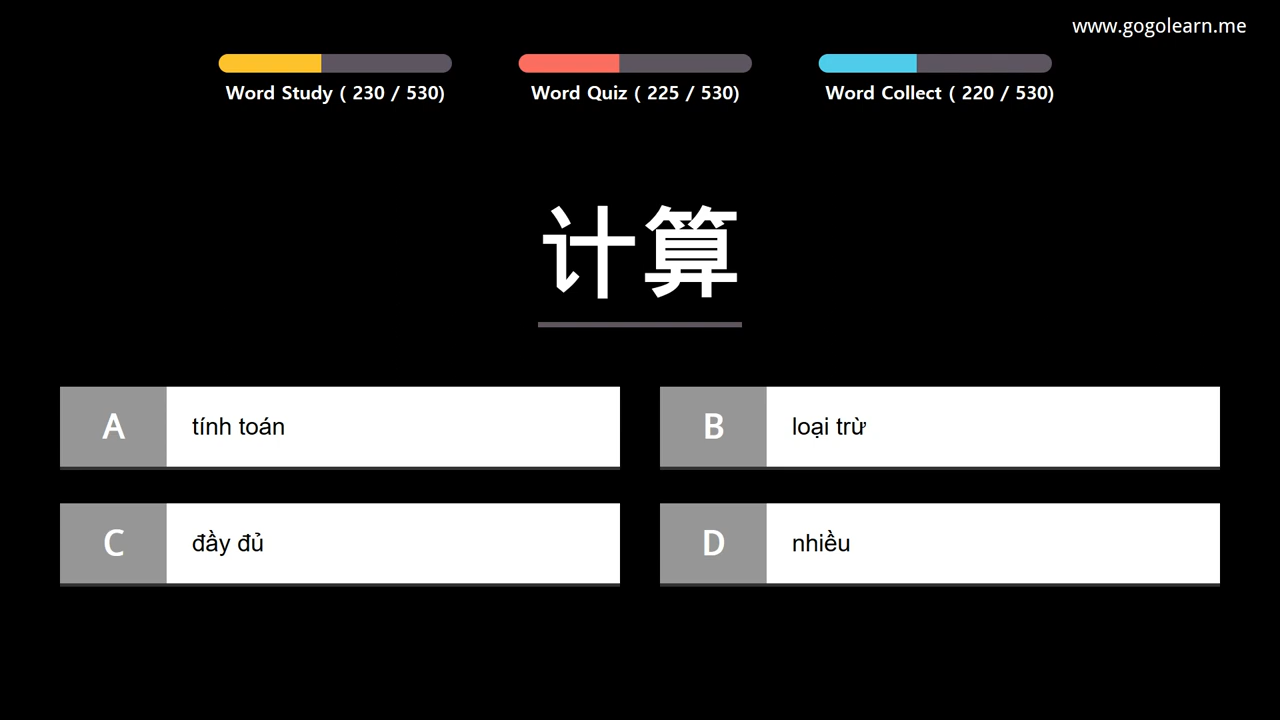 www.gogolearn.me
Word Study ( 230 / 530)
Word Quiz ( 225 / 530)
Word Collect ( 220 / 530)
计算
A
tính toán
B
loại trừ
C
đầy đủ
D
nhiều